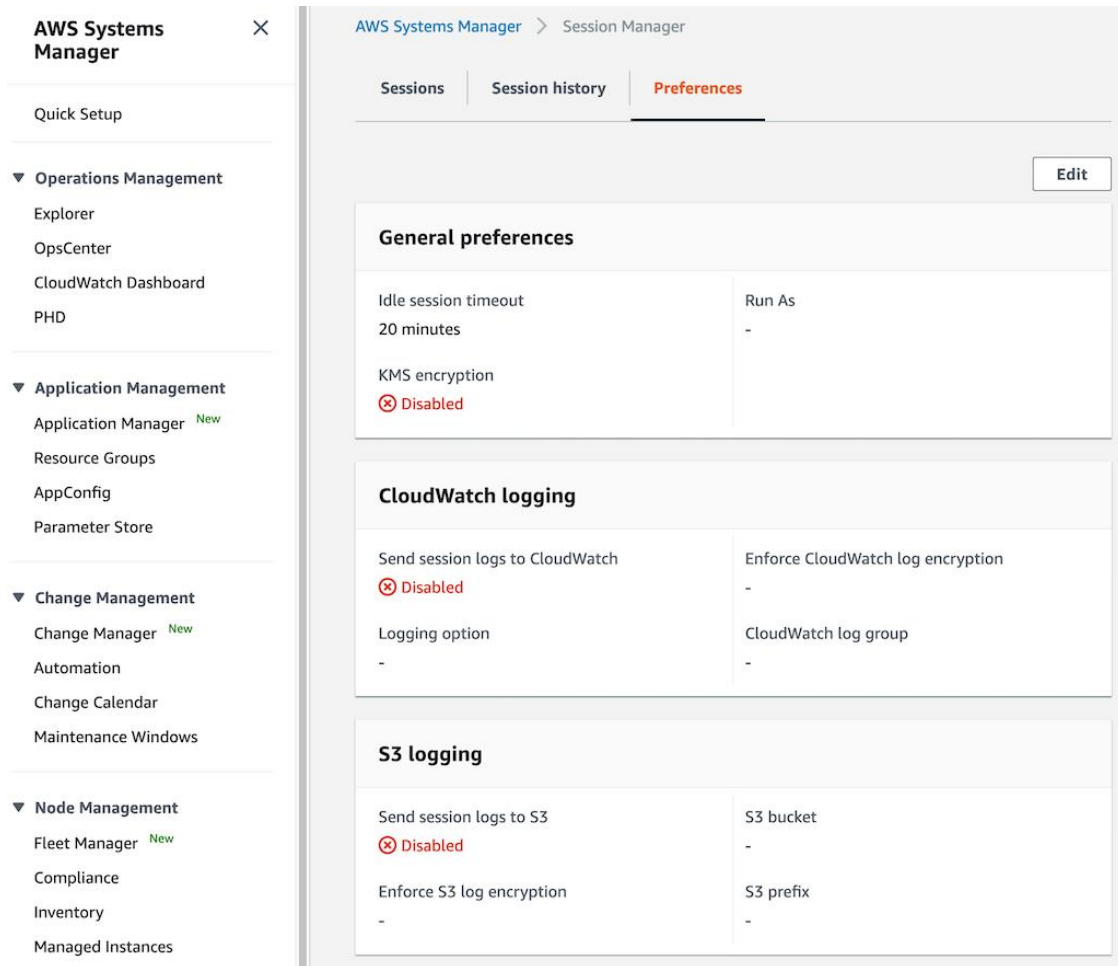 AWS Systems
Manager
Quick Setup
Operations Management
Explorer
OpsCenter
CloudWatch Dashboard
PHD
Application Management
Application Manager New
Resource Groups
AppConfig
Parameter Store
Change Management
Change Manager New
Automation
Change Calendar
Maintenance Windows
Node Management
Fleet Manager New
Compliance
Inventory
Managed Instances
AWS Systems Manager > Session Manager
Sessions
Session history
Preferences
Edit
General preferences
Idle session timeout
20 minutes
Run As
-
KMS encryption
Disabled
CloudWatch logging
Send session logs to CloudWatch
Disabled
Enforce CloudWatch log encryption
-
Logging option
-
CloudWatch log group
-
S3 logging
Send session logs to S3
Disabled
S3 bucket
-
Enforce S3 log encryption
-
S3 prefix
-